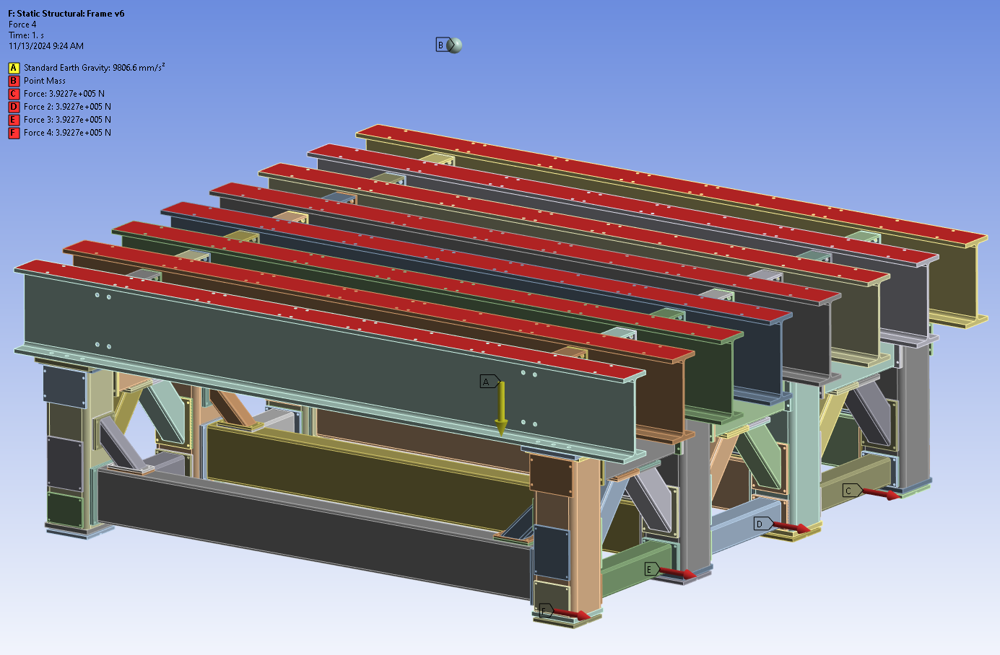 F: Static Structural: Frame v6
Force 4
Time: 1. s
11/13/2024 9:24 AM
A Standard Earth Gravity: 9806.6 mm/s²
B Point Mass
C Force: 3.9227e+005 N
D Force 2: 3.9227e+005 N
E Force 3: 3.9227e+005 N
F Force 4: 3.9227e+005 N
B
A
C
D
E
F